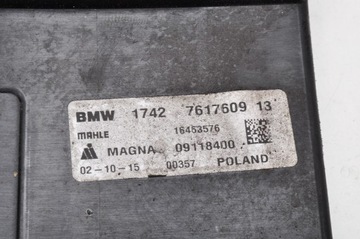 BMW 1742 7617609 13
MAHLE 16453576
MAGNA 09118400
02-10-15 00357 POLAND